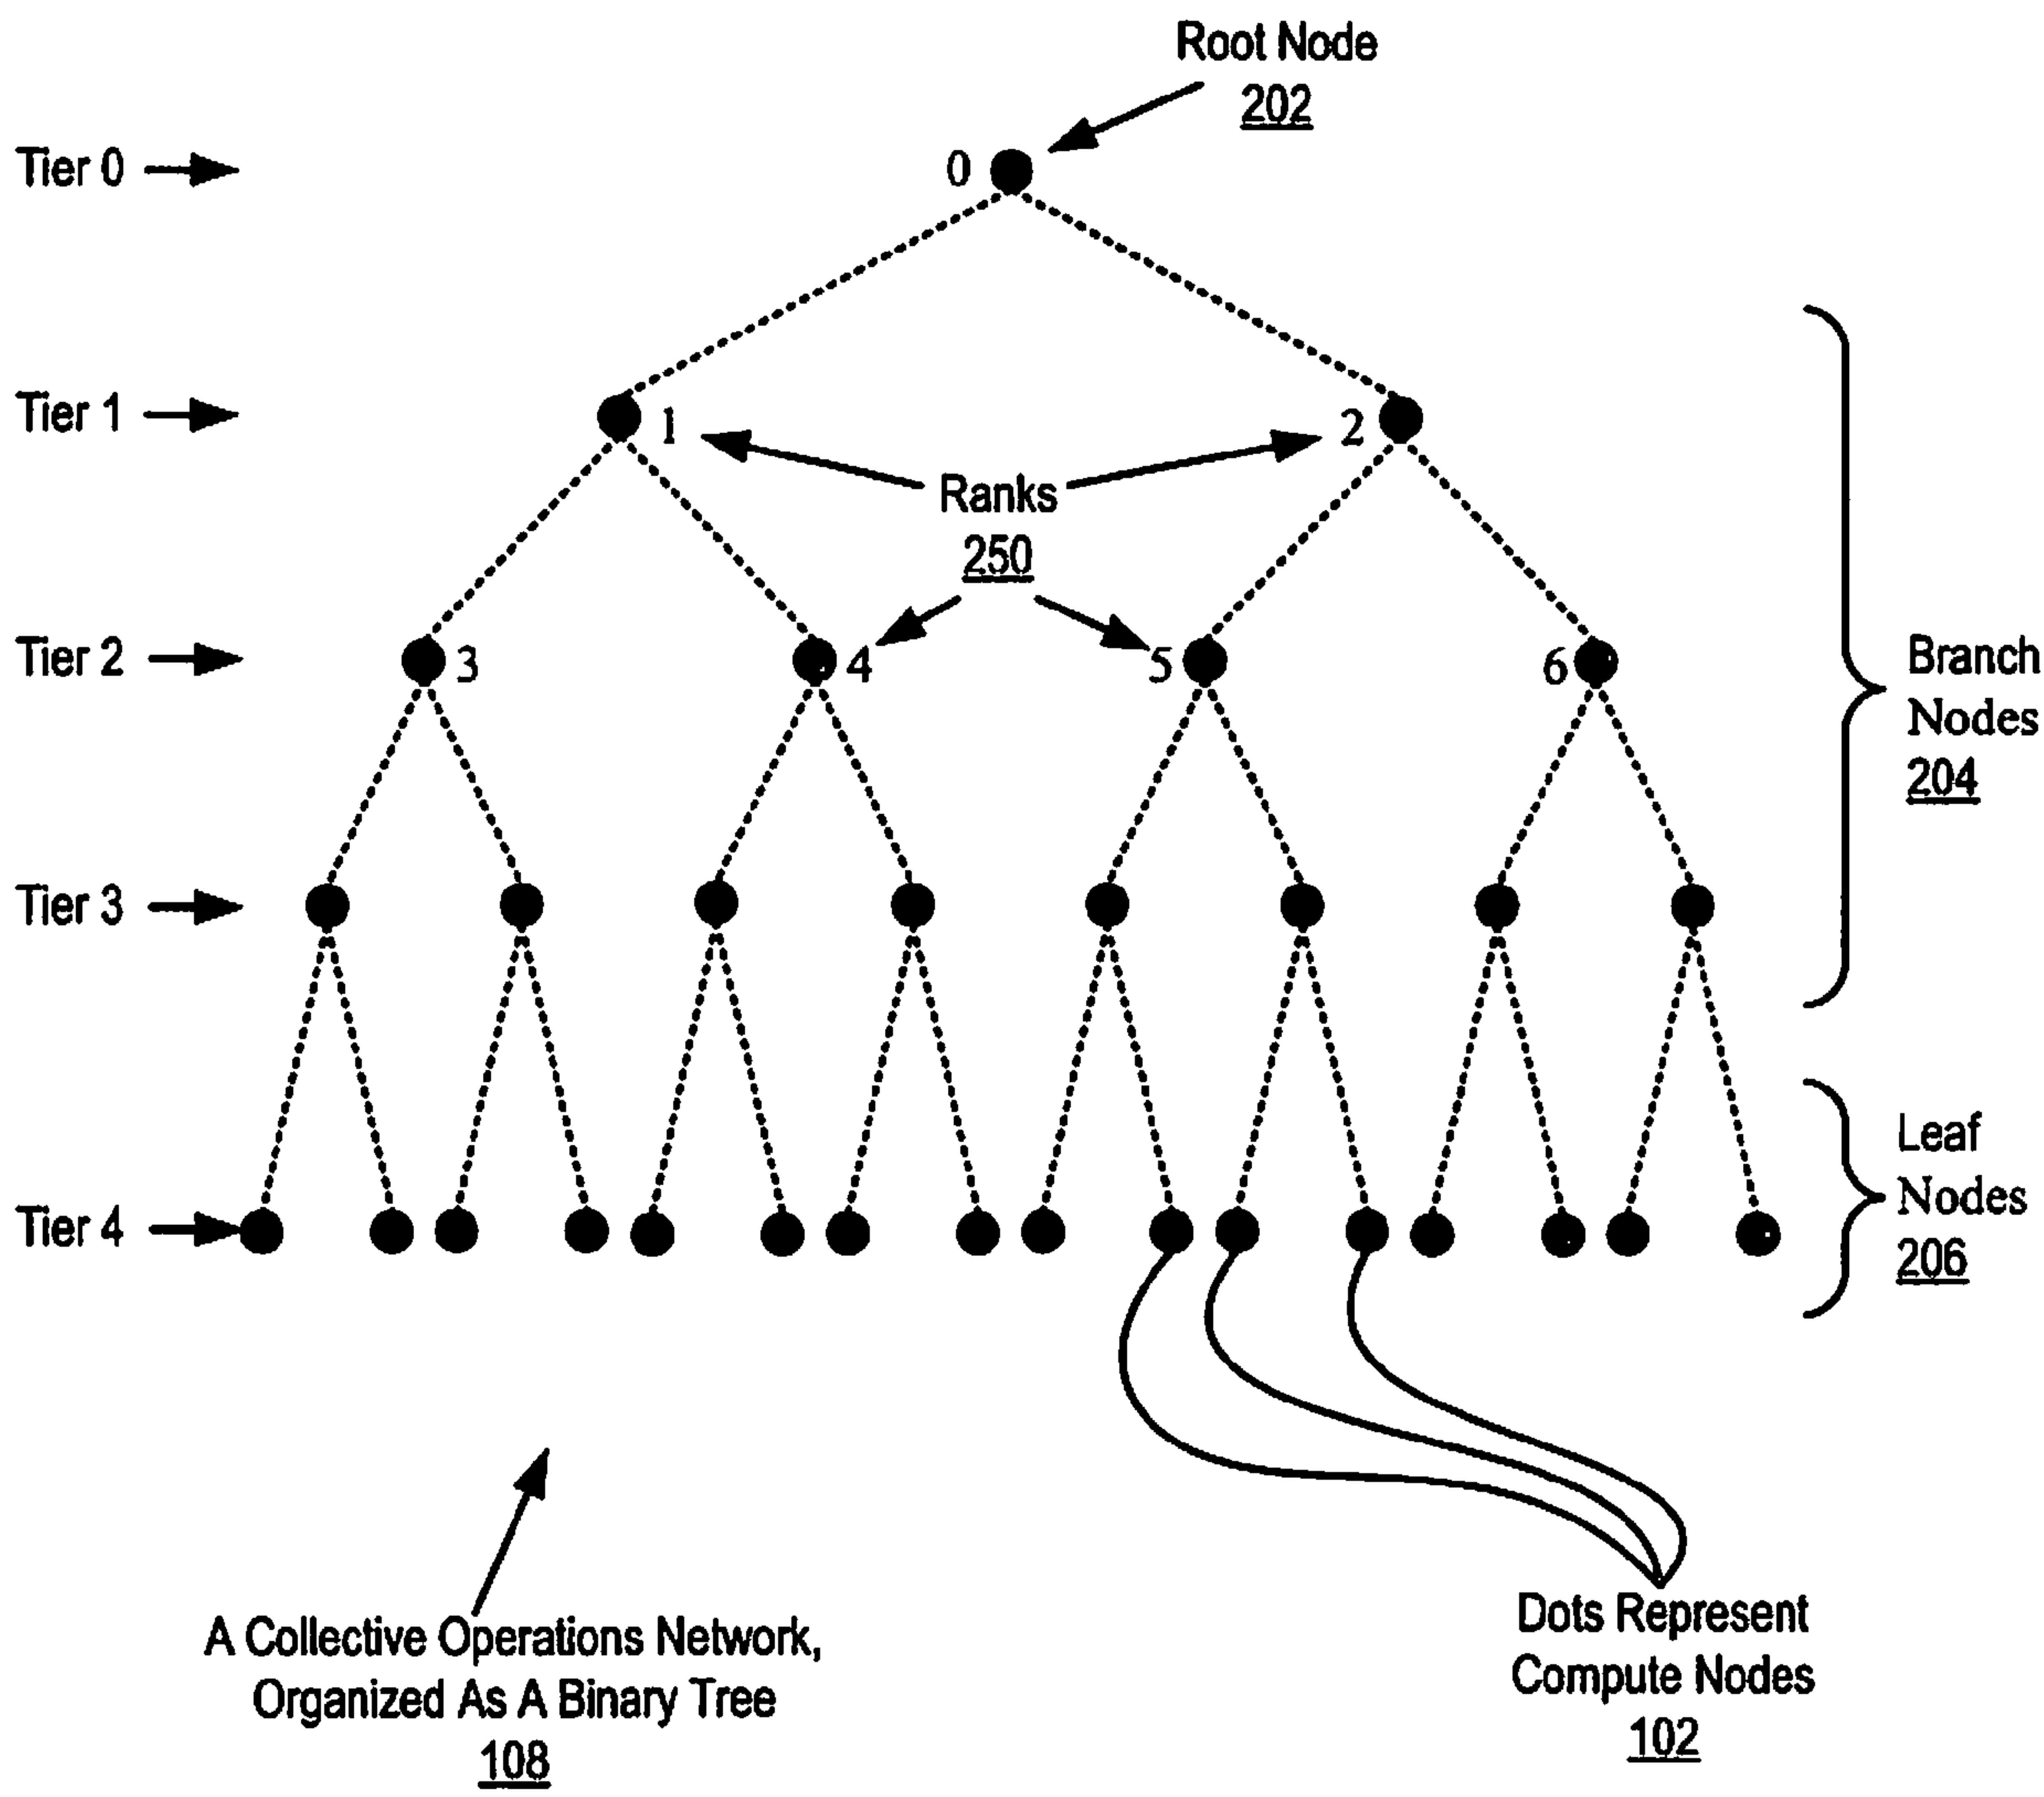 Root Node
202
Tier 0
0
Tier 1
1
2
Ranks
250
Tier 2
3
4
5
6
Branch
Nodes
204
Tier 3
Leaf
Nodes
206
Tier 4
A Collective Operations Network,
Organized As A Binary Tree
108
Dots Represent
Compute Nodes
102